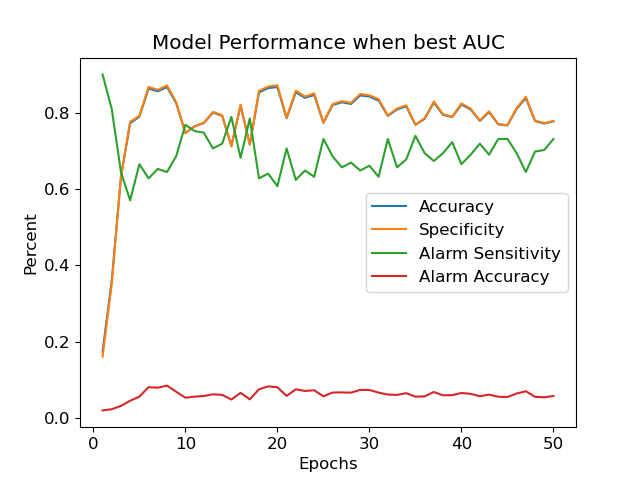 Model Performance when best AUC
Percent
0.8
0.6
0.4
0.2
0.0
Accuracy
Specificity
Alarm Sensitivity
Alarm Accuracy
0 10 20 30 40 50
Epochs